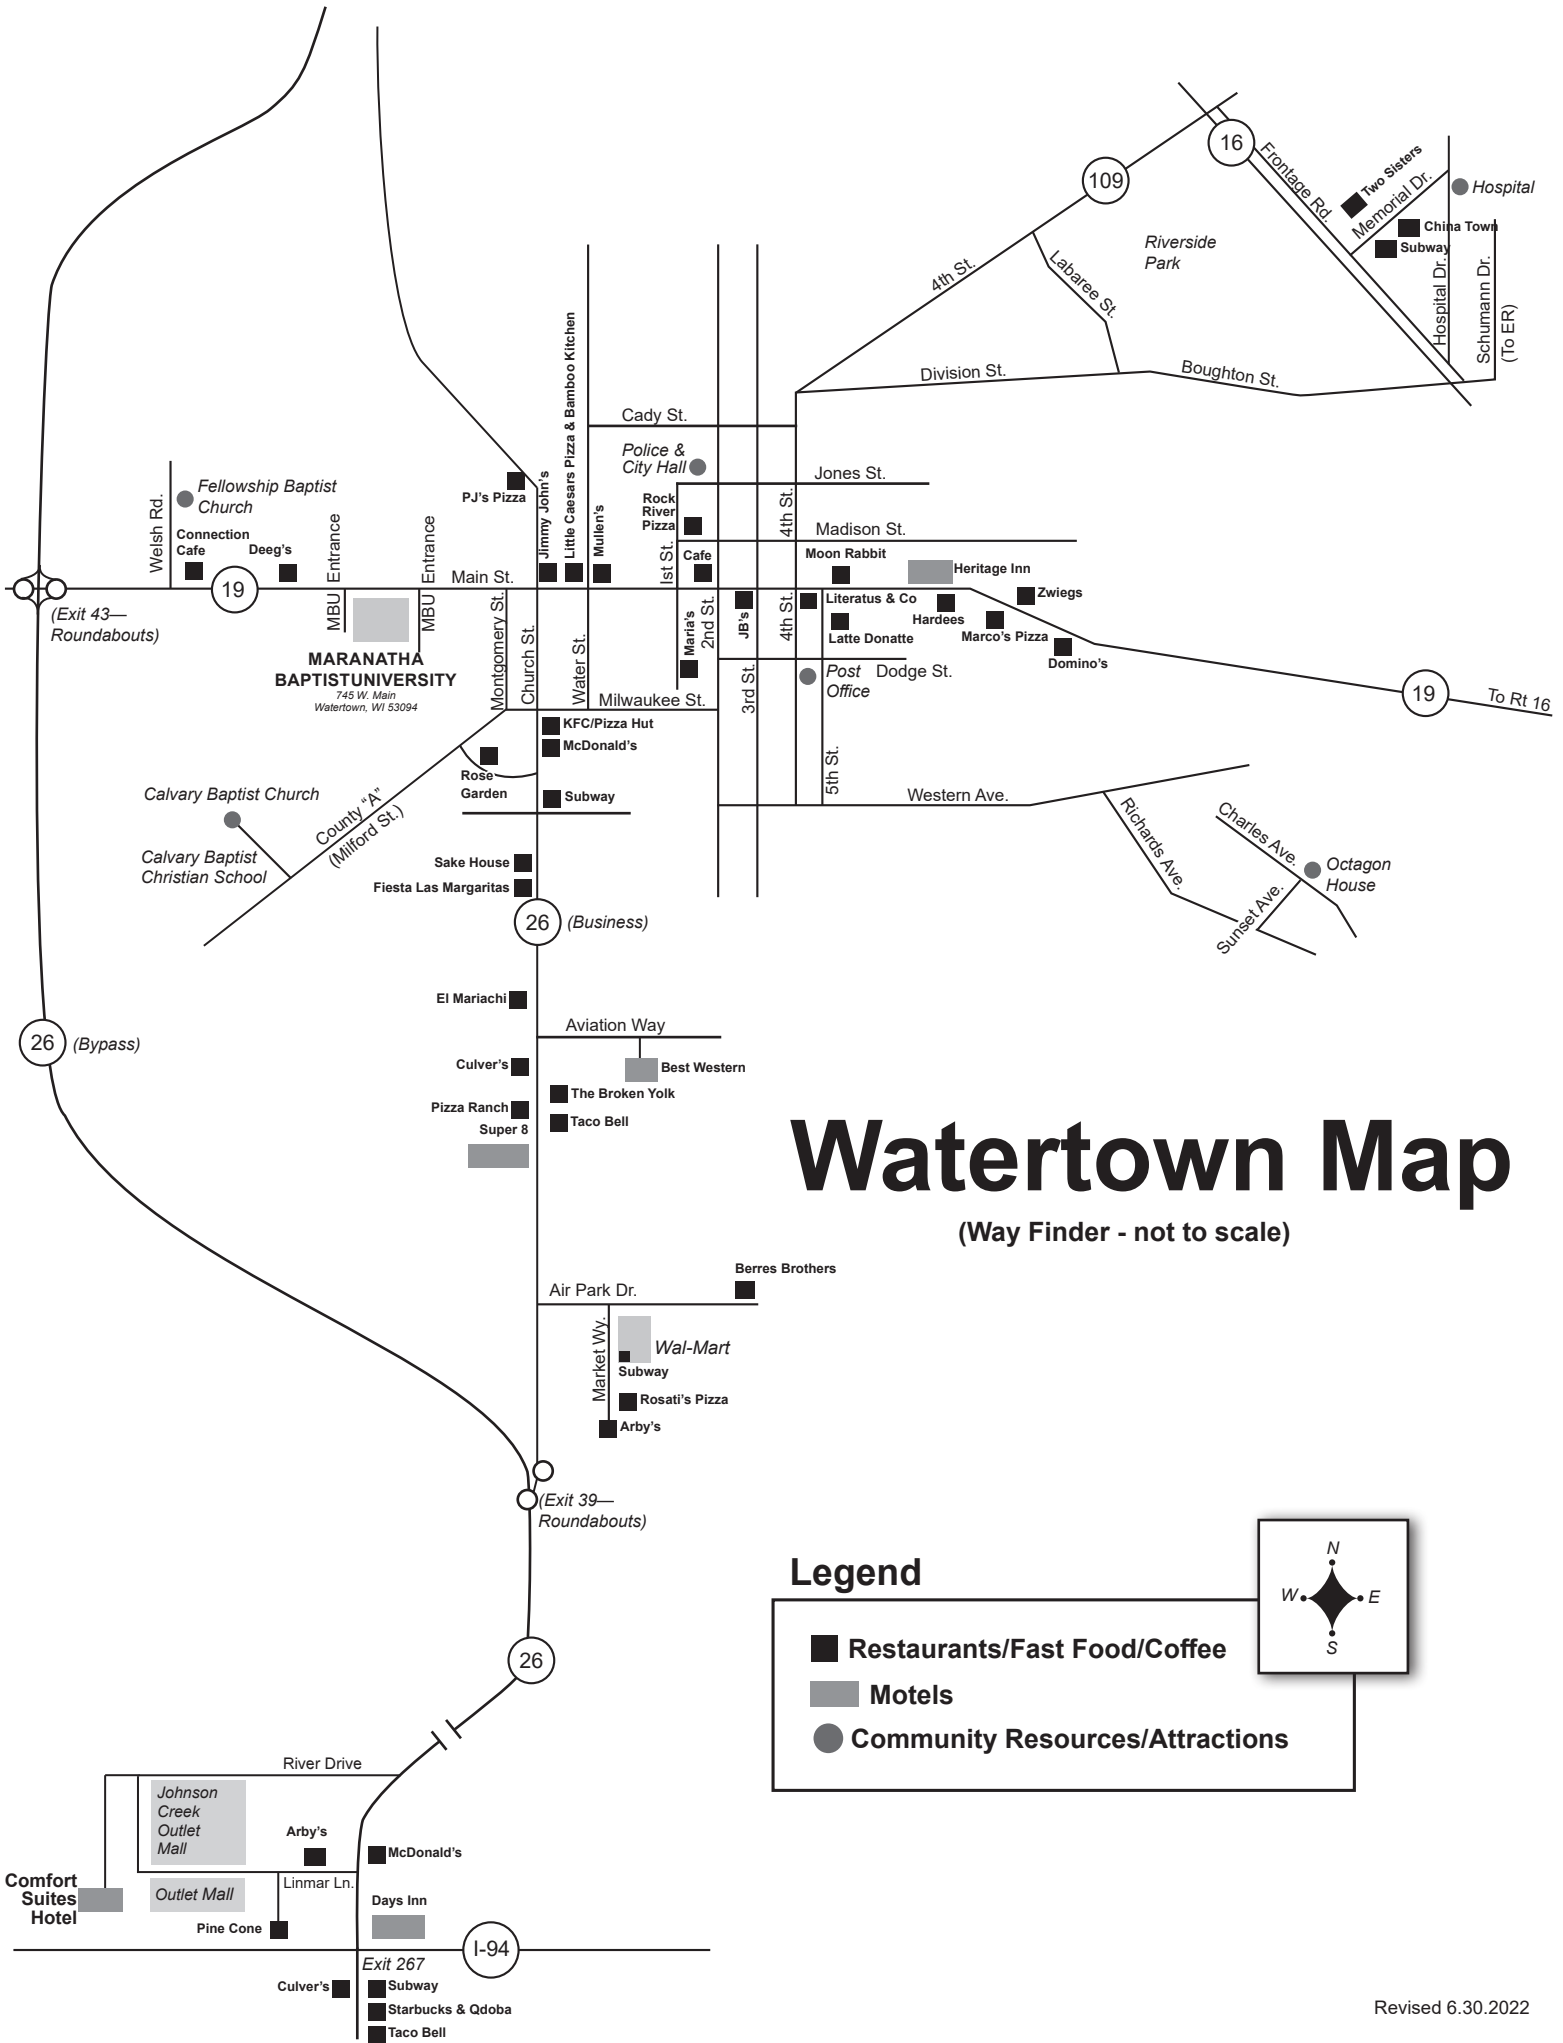 109
16
Frontage Rd.
Two Sisters
Memorial Dr.
Hospital
China Town
Subway
Hospital Dr.
Schumann Dr.
(To ER)
Riverside
Park
4th St.
Labaree St.
Division St.
Boughton St.
Cady St.
Police &
City Hall
Jones St.
Little Caesars Pizza & Bamboo Kitchen
Jimmy John's
Mullen's
PJ's Pizza
Rock
River
Pizza
4th St.
Madison St.
Welsh Rd.
Fellowship Baptist
Church
Connection
Cafe
Deeg's
MBU Entrance
MBU Entrance
Main St.
Ist St.
Cafe
Moon Rabbit
Heritage Inn
19
Zwiegs
(Exit 43—
Roundabouts)
Literatus & Co
Hardees
Latte Donatte
Marco's Pizza
Domino's
MARANATHA
BAPTISTUNIVERSITY
745 W. Main
Watertown, WI 53094
Montgomery St.
Church St.
Water St.
Maria's
2nd St.
JB's
4th St.
3rd St.
Post
Office
Dodge St.
19
To Rt 16
Milwaukee St.
KFC/Pizza Hut
McDonald's
Rose
Garden
Subway
5th St.
Western Ave.
Richards Ave.
Charles Ave.
Octagon
House
Sunset Ave.
Calvary Baptist Church
County "A"
(Milford St.)
Calvary Baptist
Christian School
Sake House
Fiesta Las Margaritas
26
(Business)
El Mariachi
Aviation Way
26
(Bypass)
Culver's
Best Western
The Broken Yolk
Pizza Ranch
Taco Bell
Super 8
Watertown Map
(Way Finder - not to scale)
Berres Brothers
Air Park Dr.
Market Wy.
Wal-Mart
Subway
Rosati's Pizza
Arby's
(Exit 39—
Roundabouts)
26
Legend
N
W
E
S
Restaurants/Fast Food/Coffee
Motels
Community Resources/Attractions
River Drive
Johnson
Creek
Outlet
Mall
Arby's
McDonald's
Linmar Ln.
Comfort
Suites
Hotel
Outlet Mall
Days Inn
Pine Cone
I-94
Exit 267
Culver's
Subway
Starbucks & Qdoba
Taco Bell
Revised 6.30.2022